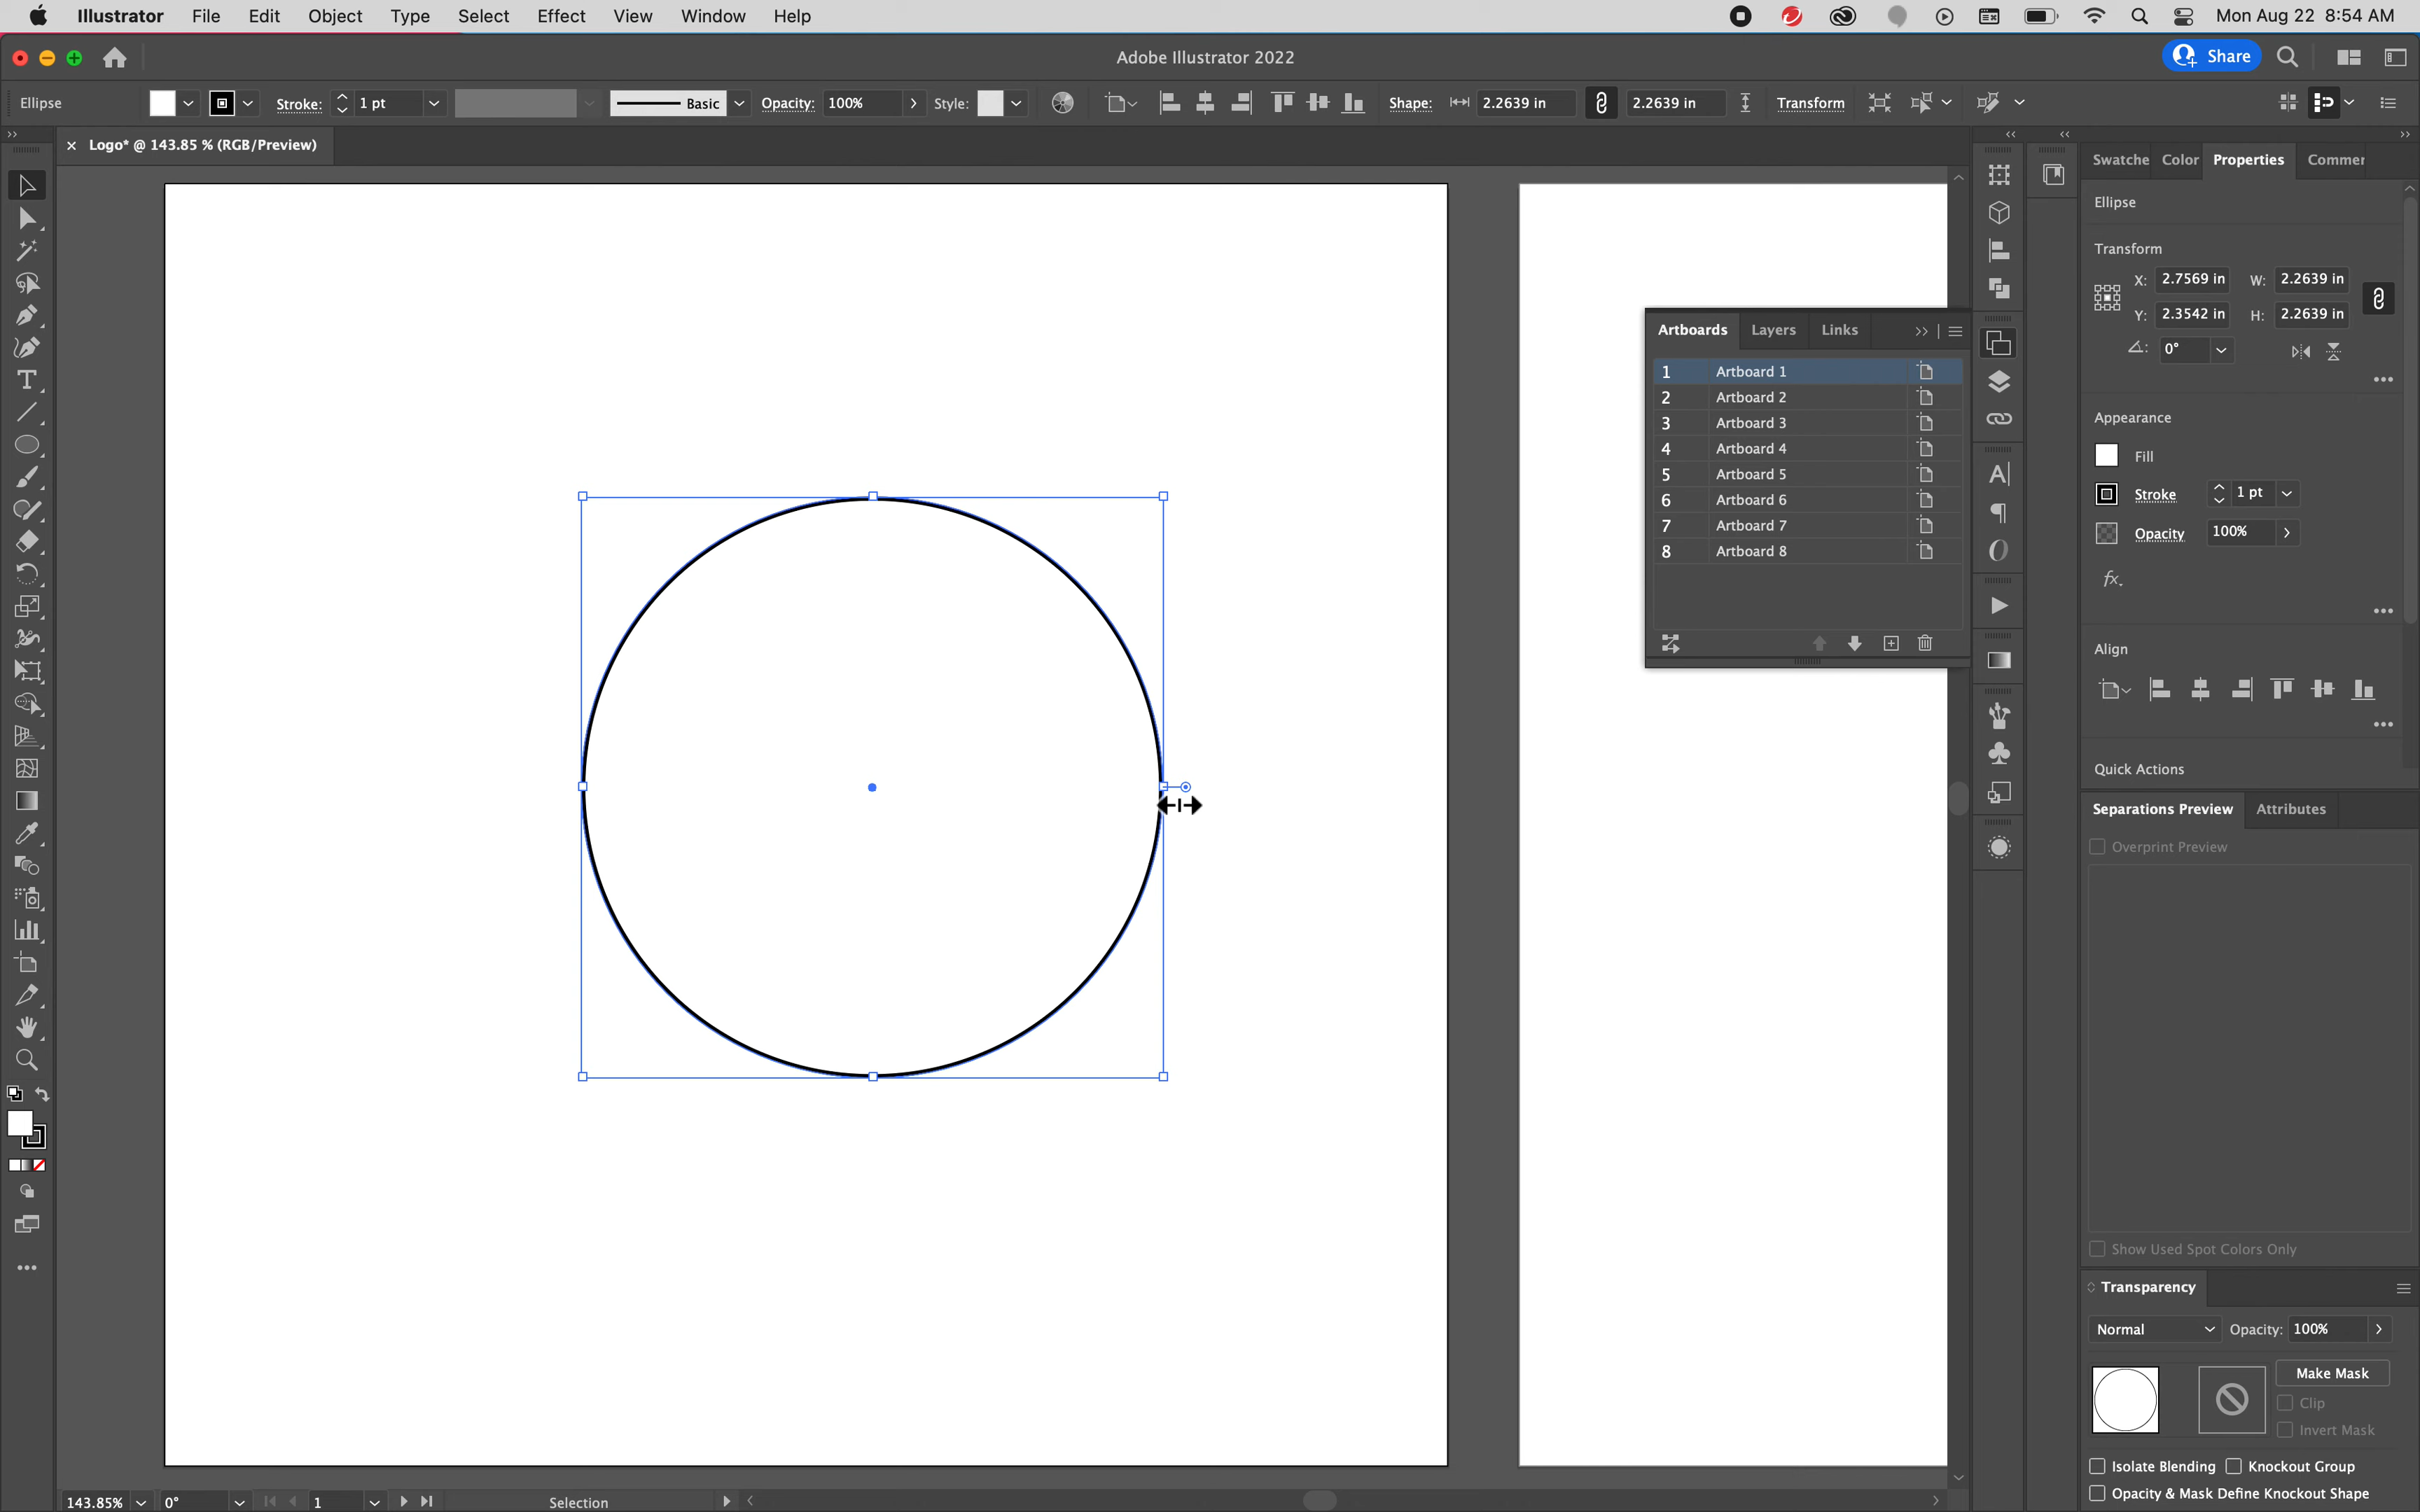 Illustrator File Edit Object Type Select Effect View Window Help Mon Aug 22 8:54 AM
Adobe Illustrator 2022 Share
Ellipse Stroke: 1 pt Basic Opacity: 100% Style: Shape: 2.2639 in 2.2639 in Transform
× Logo* @ 143.85 % (RGB/Preview)
Swatche Color Properties Commer
Ellipse
Transform
X: 2.7569 in W: 2.2639 in
Y: 2.3542 in H: 2.2639 in
0°
Artboards Layers Links
1 Artboard 1
2 Artboard 2
3 Artboard 3
4 Artboard 4
5 Artboard 5
6 Artboard 6
7 Artboard 7
8 Artboard 8
Appearance
Fill
Stroke 1 pt
Opacity 100%
fx.
Align
Quick Actions
Separations Preview Attributes
Overprint Preview
Show Used Spot Colors Only
Transparency
Normal Opacity: 100%
Make Mask
Clip
Invert Mask
Isolate Blending Knockout Group
Opacity & Mask Define Knockout Shape
143.85% 0° 1 Selection